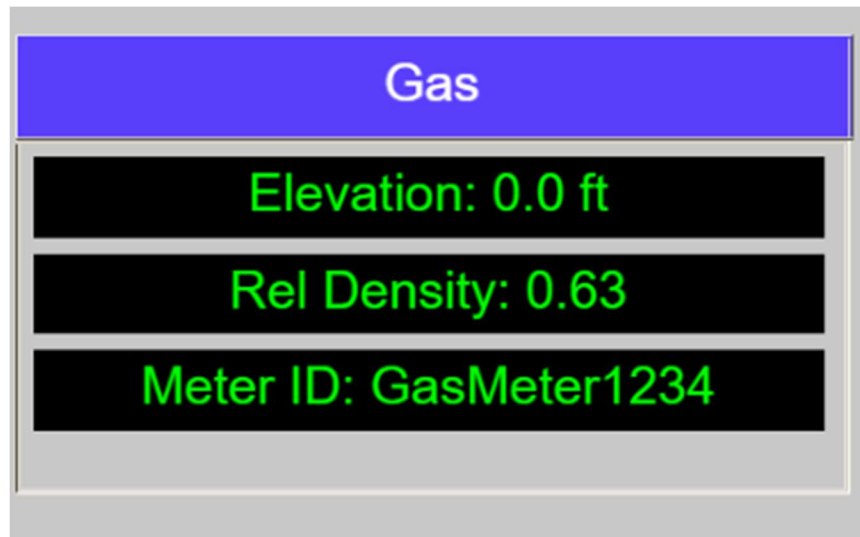 Gas
Elevation: 0.0 ft
Rel Density: 0.63
Meter ID: GasMeter1234